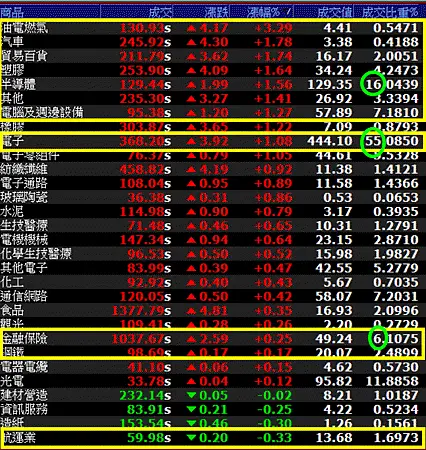 商品 成交 漲跌 漲幅% 成交值 成交比重%
油電燃氣 130.93s ▲ 4.17 +3.29 4.41 0.5471
汽車 245.92s ▲ 4.30 +1.78 3.38 0.4188
貿易百貨 211.79s ▲ 3.62 +1.74 16.17 2.0051
塑膠 253.90s ▲ 4.09 +1.64 34.24 4.2473
半導體 129.44s ▲ 1.99 +1.56 129.35 16.0439
其他 235.30s ▲ 3.27 +1.41 26.92 3.3394
電腦及週邊設備 95.38s ▲ 1.20 +1.27 57.89 7.1810
橡膠 303.87s ▲ 3.65 +1.22 7.09 0.8793
電子 368.20s ▲ 3.92 +1.08 444.10 55.0850
電子零組件 76.37s ▲ 0.79 +1.05 44.61 5.5328
紡織纖維 458.82s ▲ 4.19 +0.92 11.38 1.4121
電子通路 108.04s ▲ 0.95 +0.89 11.58 1.4366
玻璃陶瓷 36.38s ▲ 0.31 +0.86 0.53 0.0653
水泥 114.98s ▲ 0.90 +0.79 3.17 0.3935
生技醫療 71.48s ▲ 0.46 +0.65 10.31 1.2791
電機機械 147.34s ▲ 0.94 +0.64 23.15 2.8710
化學生技醫療 96.53s ▲ 0.50 +0.52 15.98 1.9827
其他電子 83.99s ▲ 0.39 +0.47 42.55 5.2779
化工 92.92s ▲ 0.40 +0.43 5.67 0.7035
通信網路 120.05s ▲ 0.50 +0.42 58.07 7.2031
食品 1377.79s ▲ 4.81 +0.35 16.93 2.0996
觀光 109.41s ▲ 0.28 +0.26 2.20 0.2729
金融保險 1037.67s ▲ 2.59 +0.25 49.24 6.1075
鋼鐵 98.69s ▲ 0.17 +0.17 20.07 2.4899
電器電纜 41.10s ▲ 0.06 +0.15 4.62 0.5730
光電 33.78s ▲ 0.04 +0.12 95.82 11.8858
建材營造 232.14s ▼ 0.05 -0.02 8.21 1.0187
資訊服務 83.91s ▼ 0.21 -0.25 4.22 0.5234
造紙 153.54s ▼ 0.46 -0.30 1.26 0.1561
航運業 59.98s ▼ 0.20 -0.33 13.68 1.6973